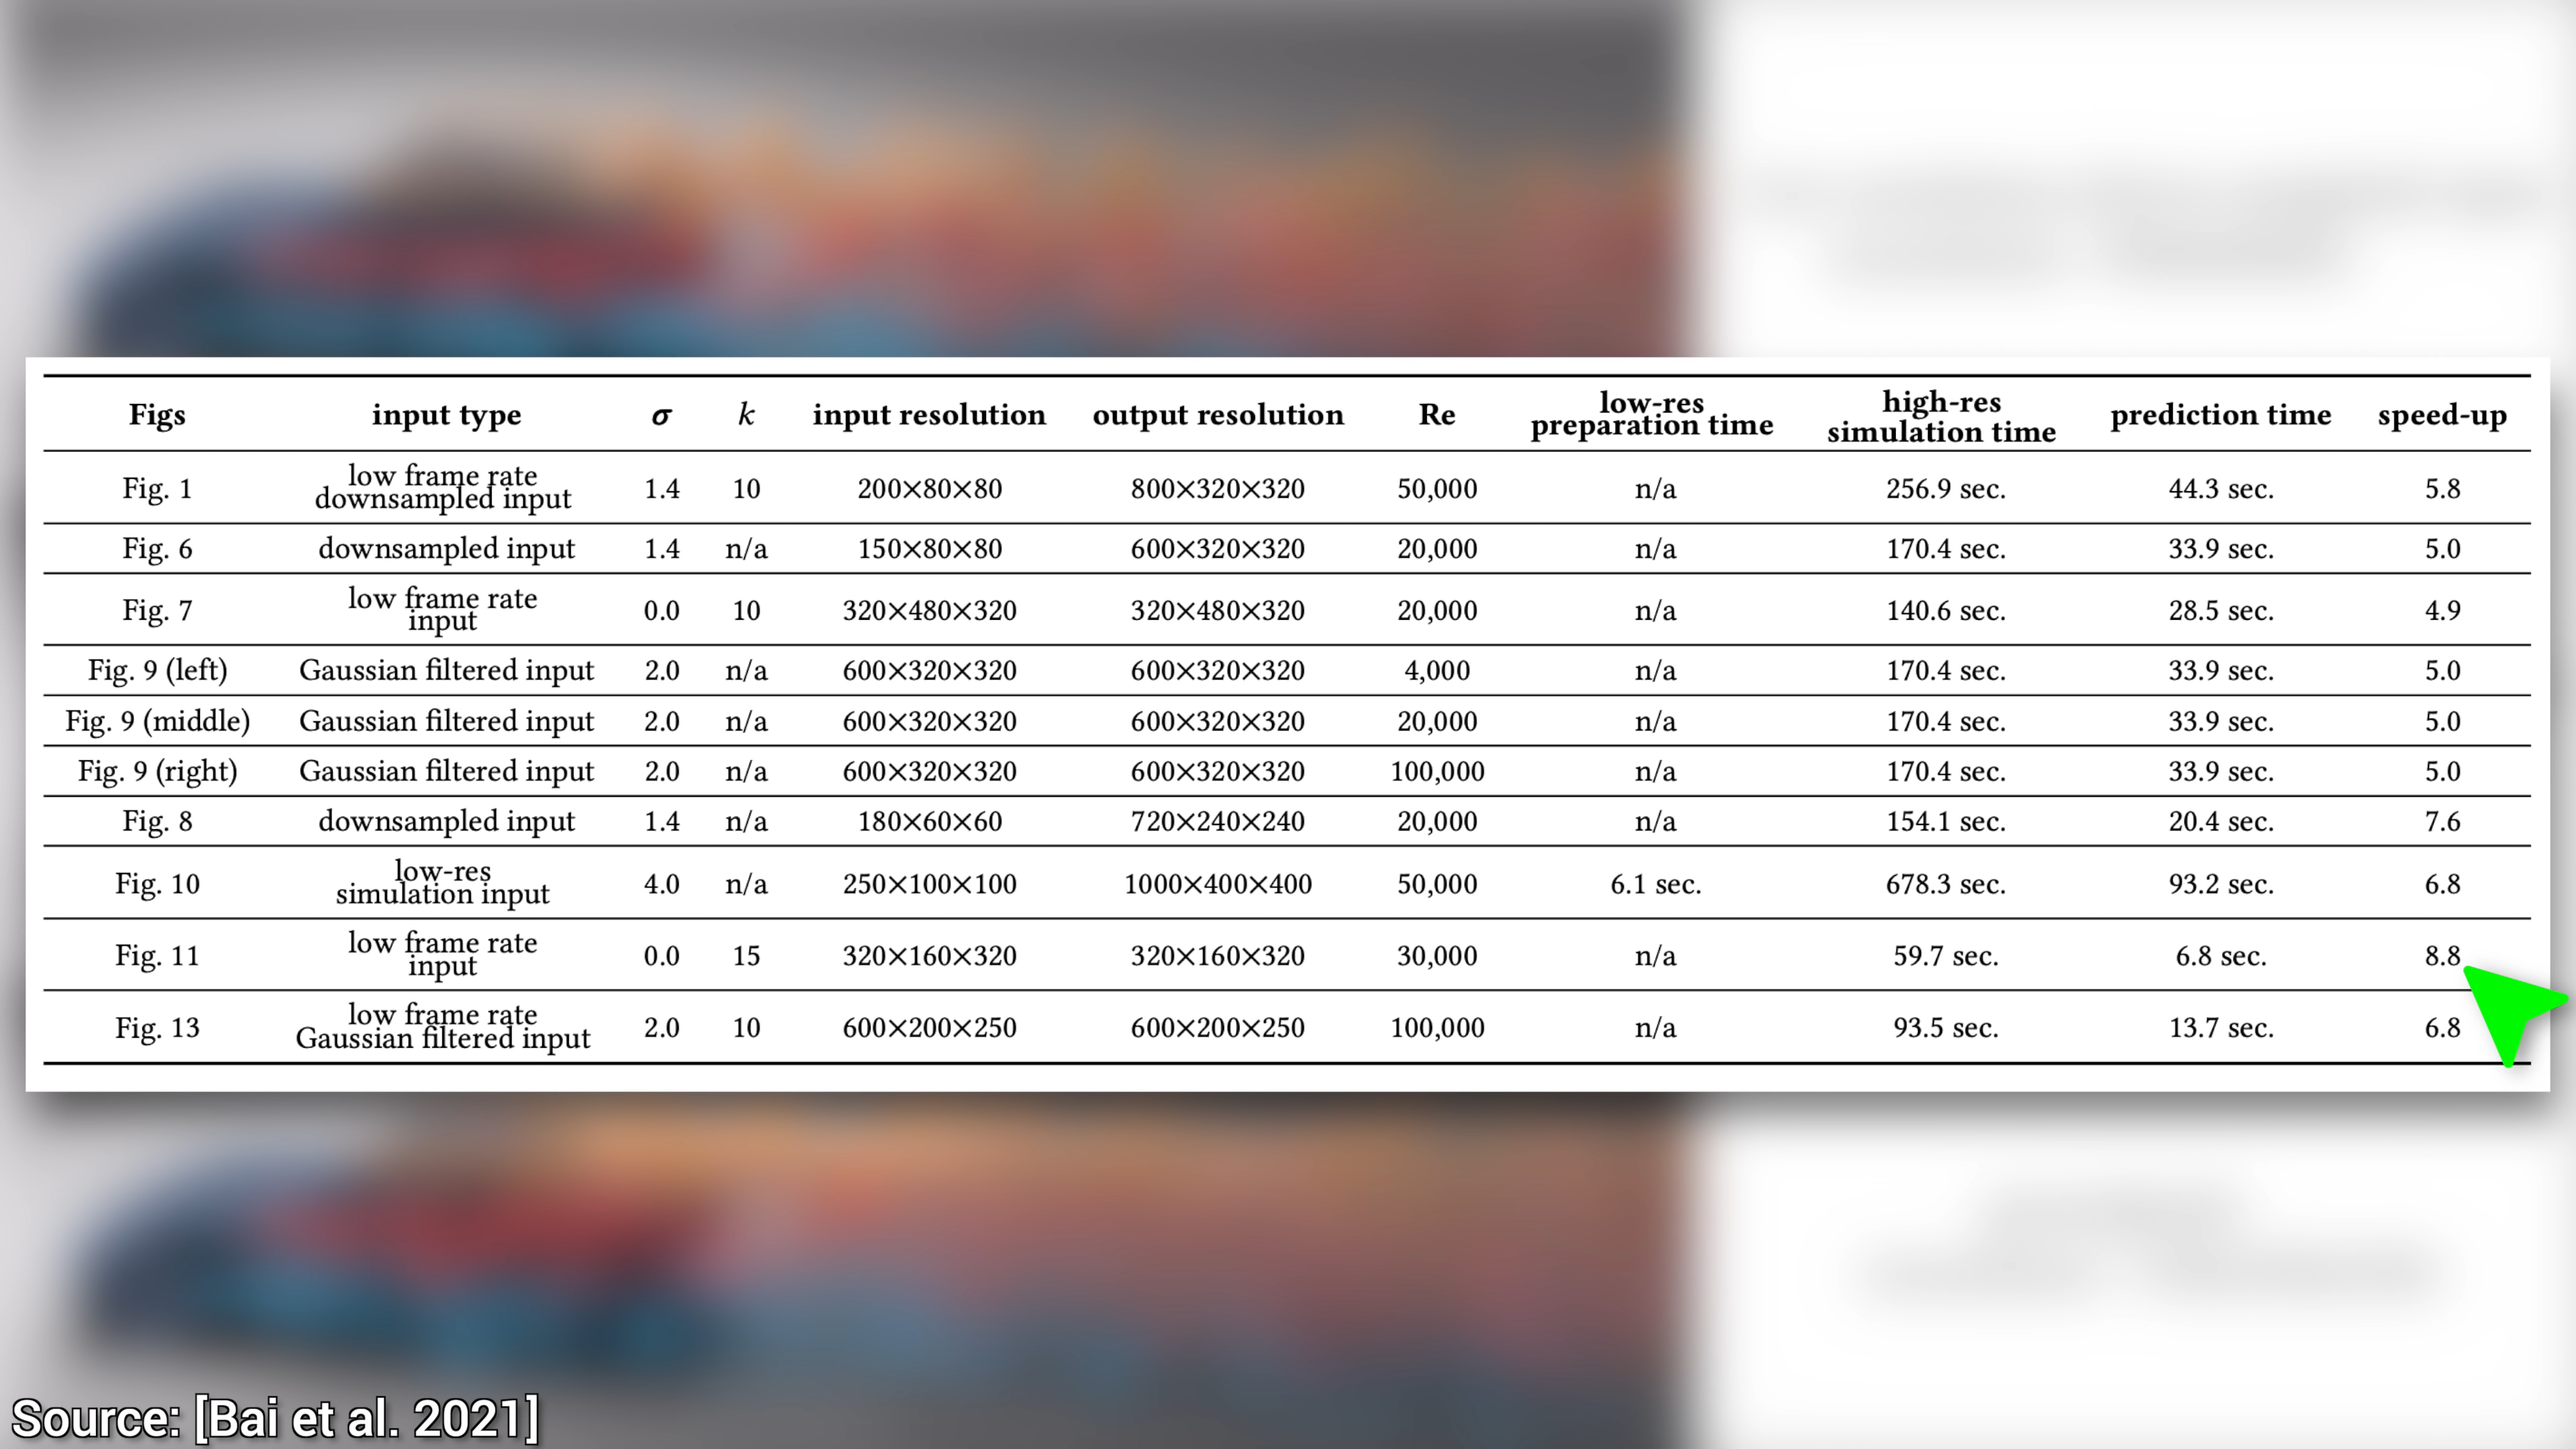 Figs input type σ k input resolution output resolution Re low-res preparation time high-res simulation time prediction time speed-up
Fig. 1 low frame rate downsampled input 1.4 10 200×80×80 800×320×320 50,000 n/a 256.9 sec. 44.3 sec. 5.8
Fig. 6 downsampled input 1.4 n/a 150×80×80 600×320×320 20,000 n/a 170.4 sec. 33.9 sec. 5.0
Fig. 7 low frame rate input 0.0 10 320×480×320 320×480×320 20,000 n/a 140.6 sec. 28.5 sec. 4.9
Fig. 9 (left) Gaussian filtered input 2.0 n/a 600×320×320 600×320×320 4,000 n/a 170.4 sec. 33.9 sec. 5.0
Fig. 9 (middle) Gaussian filtered input 2.0 n/a 600×320×320 600×320×320 20,000 n/a 170.4 sec. 33.9 sec. 5.0
Fig. 9 (right) Gaussian filtered input 2.0 n/a 600×320×320 600×320×320 100,000 n/a 170.4 sec. 33.9 sec. 5.0
Fig. 8 downsampled input 1.4 n/a 180×60×60 720×240×240 20,000 n/a 154.1 sec. 20.4 sec. 7.6
Fig. 10 low-res simulation input 4.0 n/a 250×100×100 1000×400×400 50,000 6.1 sec. 678.3 sec. 93.2 sec. 6.8
Fig. 11 low frame rate input 0.0 15 320×160×320 320×160×320 30,000 n/a 59.7 sec. 6.8 sec. 8.8
Fig. 13 low frame rate Gaussian filtered input 2.0 10 600×200×250 600×200×250 100,000 n/a 93.5 sec. 13.7 sec. 6.8
Source: [Bai et al. 2021]